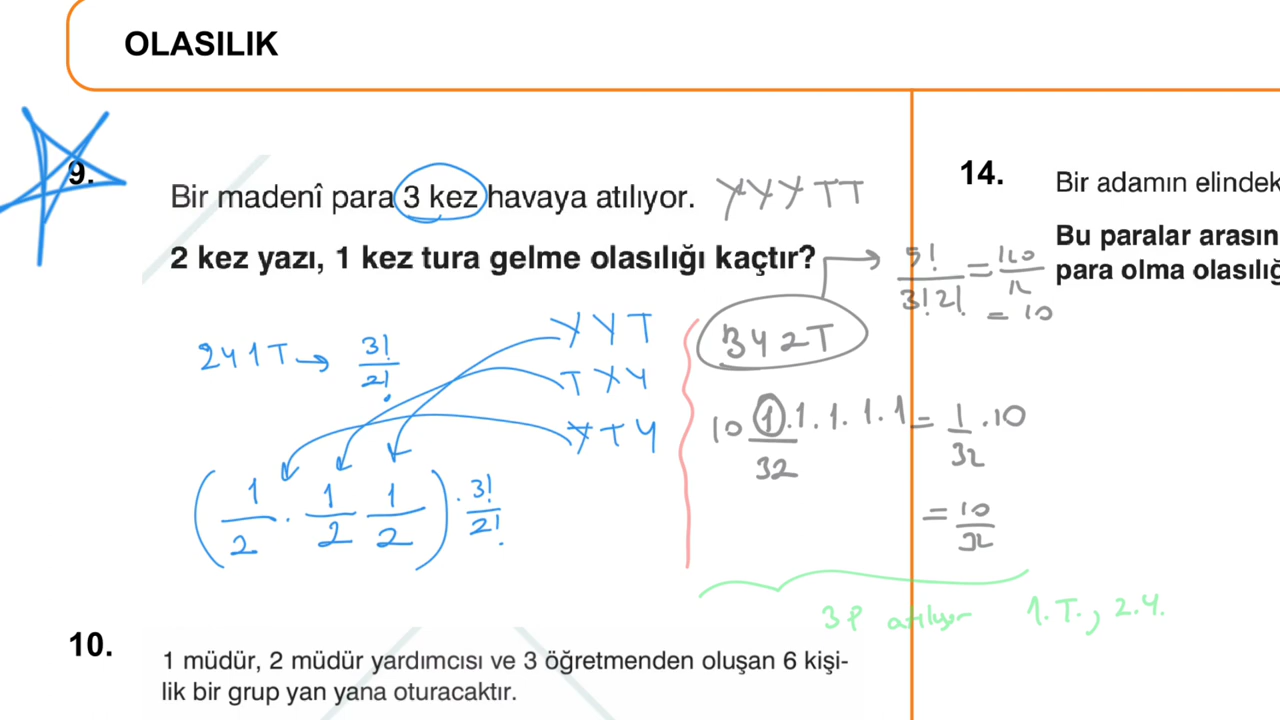 OLASILIK
9.
Bir madenî para 3 kez havaya atılıyor.
YYYTT
2 kez yazı, 1 kez tura gelme olasılığı kaçtır?
5!/3!2! = 120/12
= 10
2Y1T → 3!/2!
YYT
TYY
YTY
(1/2 . 1/2 1/2) . 3!/2!
3Y2T
10 1.1.1.1.1/32 = 1/32 . 10
= 10/32
3P atılıyor 1.T., 2.Y.
10.
1 müdür, 2 müdür yardımcısı ve 3 öğretmenden oluşan 6 kişi-
lik bir grup yan yana oturacaktır.
14.
Bir adamın elindek
Bu paralar arasın
para olma olasılığ